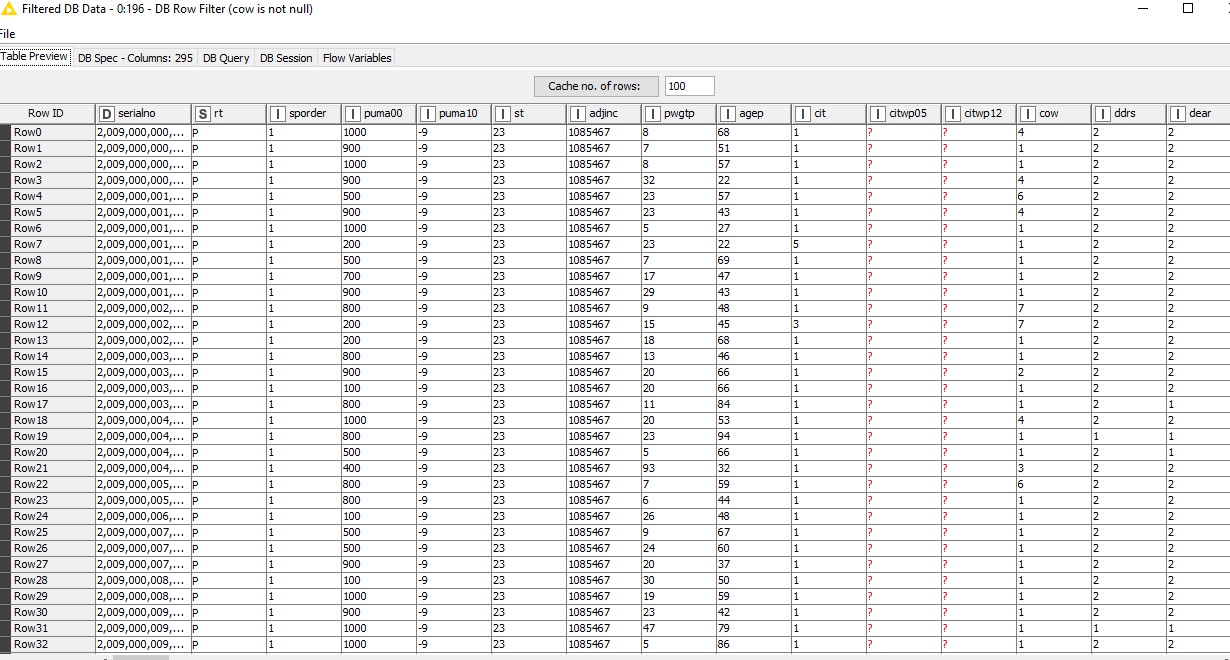 Filtered DB Data - 0:196 - DB Row Filter (cow is not null)
File
Table Preview DB Spec - Columns: 295 DB Query DB Session Flow Variables
Cache no. of rows: 100
Row ID D serialno S rt I sporder I puma00 I puma10 I st I adjinc I pwgtp I agep I cit I citwp05 I citwp12 I cow I ddrs I dear
Row0 2,009,000,000,... P 1 1000 -9 23 1085467 8 68 1 ? ? 4 2 2
Row1 2,009,000,000,... P 1 900 -9 23 1085467 7 51 1 ? ? 1 2 2
Row2 2,009,000,000,... P 1 1000 -9 23 1085467 8 57 1 ? ? 1 2 2
Row3 2,009,000,000,... P 1 900 -9 23 1085467 32 22 1 ? ? 4 2 2
Row4 2,009,000,001,... P 1 500 -9 23 1085467 23 57 1 ? ? 6 2 2
Row5 2,009,000,001,... P 1 900 -9 23 1085467 23 43 1 ? ? 4 2 2
Row6 2,009,000,001,... P 1 1000 -9 23 1085467 5 27 1 ? ? 1 2 2
Row7 2,009,000,001,... P 1 200 -9 23 1085467 23 22 5 ? ? 1 2 2
Row8 2,009,000,001,... P 1 500 -9 23 1085467 7 69 1 ? ? 1 2 2
Row9 2,009,000,001,... P 1 700 -9 23 1085467 17 47 1 ? ? 1 2 2
Row10 2,009,000,001,... P 1 900 -9 23 1085467 29 43 1 ? ? 1 2 2
Row11 2,009,000,002,... P 1 800 -9 23 1085467 9 48 1 ? ? 7 2 2
Row12 2,009,000,002,... P 1 200 -9 23 1085467 15 45 3 ? ? 7 2 2
Row13 2,009,000,002,... P 1 200 -9 23 1085467 18 68 1 ? ? 1 2 2
Row14 2,009,000,003,... P 1 800 -9 23 1085467 13 46 1 ? ? 1 2 2
Row15 2,009,000,003,... P 1 900 -9 23 1085467 20 66 1 ? ? 2 2 2
Row16 2,009,000,003,... P 1 100 -9 23 1085467 20 66 1 ? ? 1 2 2
Row17 2,009,000,003,... P 1 800 -9 23 1085467 11 84 1 ? ? 1 2 1
Row18 2,009,000,004,... P 1 1000 -9 23 1085467 20 53 1 ? ? 4 2 2
Row19 2,009,000,004,... P 1 800 -9 23 1085467 23 94 1 ? ? 1 1 1
Row20 2,009,000,004,... P 1 500 -9 23 1085467 5 66 1 ? ? 1 2 1
Row21 2,009,000,004,... P 1 400 -9 23 1085467 93 32 1 ? ? 3 2 2
Row22 2,009,000,005,... P 1 800 -9 23 1085467 7 59 1 ? ? 6 2 2
Row23 2,009,000,005,... P 1 800 -9 23 1085467 6 44 1 ? ? 1 2 2
Row24 2,009,000,006,... P 1 100 -9 23 1085467 26 48 1 ? ? 1 2 2
Row25 2,009,000,007,... P 1 500 -9 23 1085467 9 67 1 ? ? 1 2 2
Row26 2,009,000,007,... P 1 500 -9 23 1085467 24 60 1 ? ? 1 2 2
Row27 2,009,000,007,... P 1 900 -9 23 1085467 20 37 1 ? ? 1 2 2
Row28 2,009,000,008,... P 1 100 -9 23 1085467 30 50 1 ? ? 1 2 2
Row29 2,009,000,008,... P 1 1000 -9 23 1085467 19 59 1 ? ? 1 2 2
Row30 2,009,000,009,... P 1 900 -9 23 1085467 23 42 1 ? ? 1 2 2
Row31 2,009,000,009,... P 1 1000 -9 23 1085467 47 79 1 ? ? 1 1 1
Row32 2,009,000,009,... P 1 1000 -9 23 1085467 5 86 1 ? ? 1 2 2